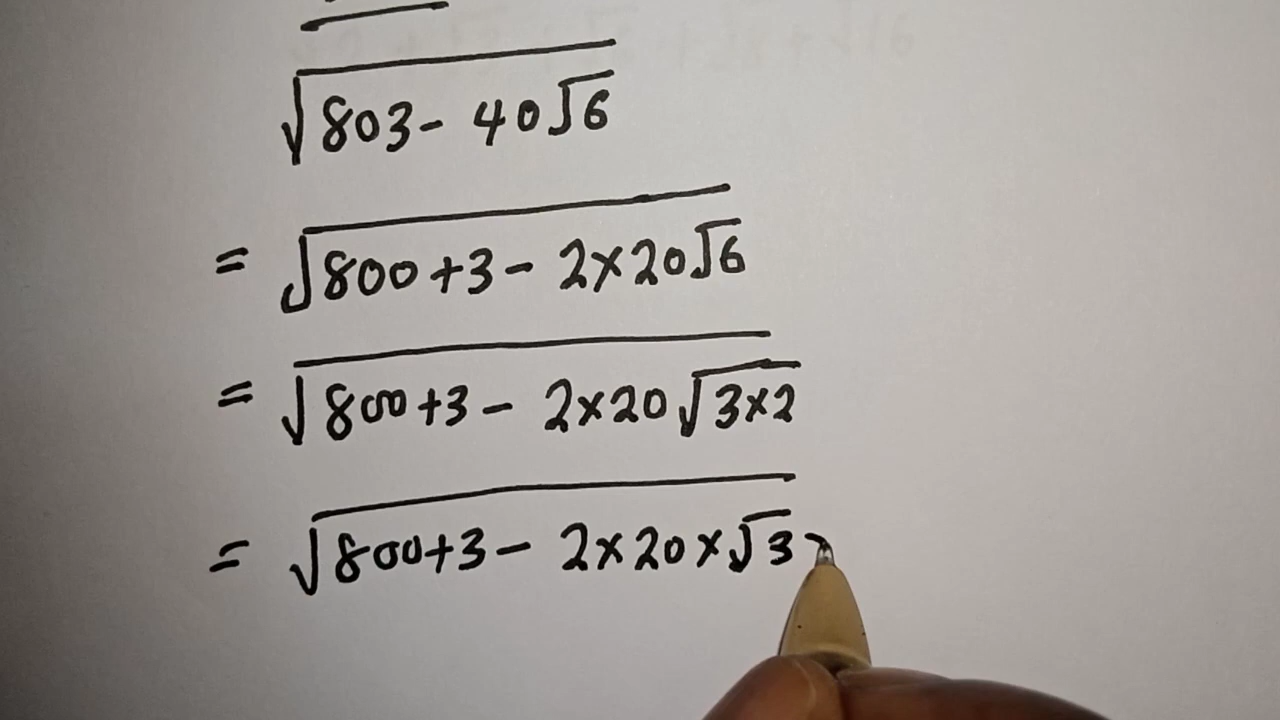 √(803 - 40√6)
= √(800 + 3 - 2×20√6)
= √(800 + 3 - 2×20√(3×2))
= √(800 + 3 - 2×20×√3